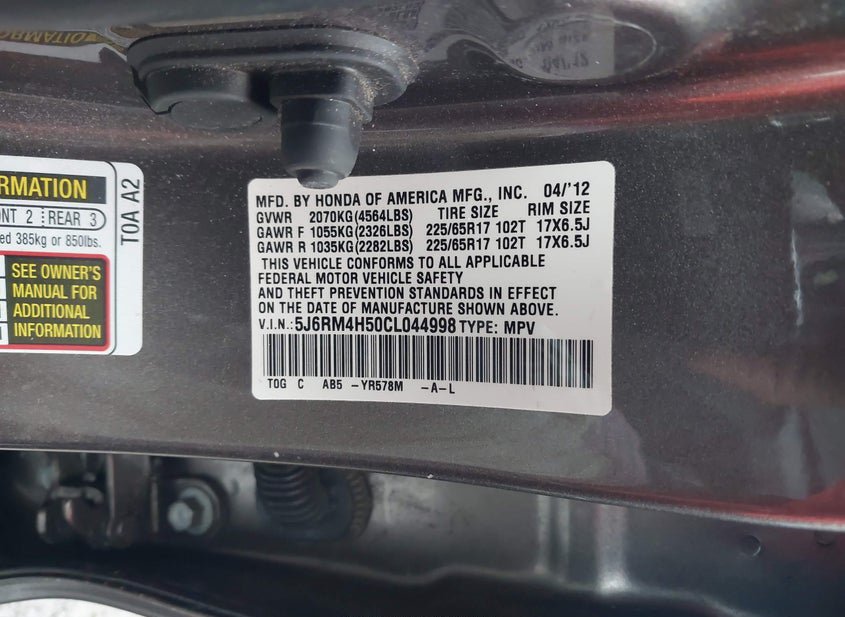 MFD. BY HONDA OF AMERICA MFG., INC. 04/'12
GVWR 2070KG(4564LBS) TIRE SIZE RIM SIZE
GAWR F 1055KG(2326LBS) 225/65R17 102T 17X6.5J
GAWR R 1035KG(2282LBS) 225/65R17 102T 17X6.5J
THIS VEHICLE CONFORMS TO ALL APPLICABLE
FEDERAL MOTOR VEHICLE SAFETY
AND THEFT PREVENTION STANDARDS IN EFFECT
ON THE DATE OF MANUFACTURE SHOWN ABOVE.
V.I.N.:5J6RM4H50CL044998 TYPE: MPV
TOG C AB5 -YR578M -A-L
RMATION
NT 2 REAR 3
ed 385kg or 850lbs.
SEE OWNER'S
MANUAL FOR
ADDITIONAL
INFORMATION
T0A A2